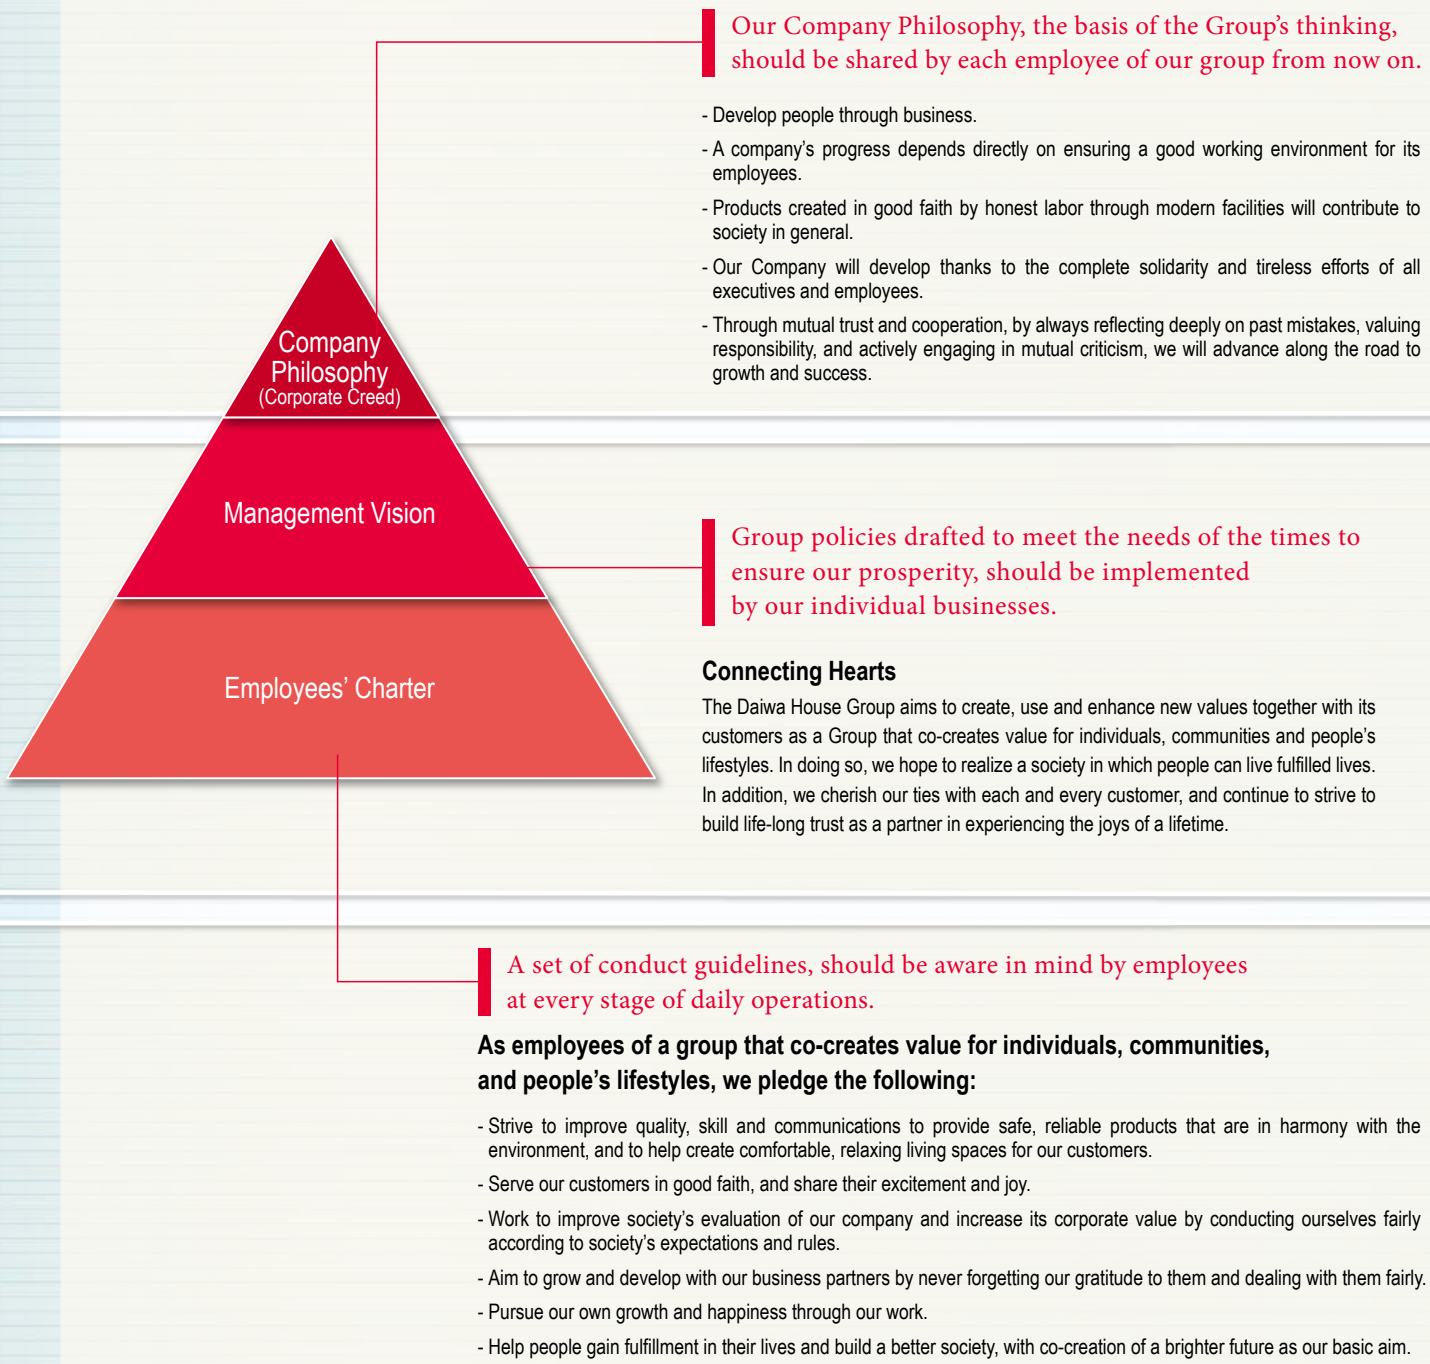 Our Company Philosophy, the basis of the Group's thinking,
should be shared by each employee of our group from now on.
- Develop people through business.
- A company's progress depends directly on ensuring a good working environment for its
employees.
- Products created in good faith by honest labor through modern facilities will contribute to
society in general.
- Our Company will develop thanks to the complete solidarity and tireless efforts of all
executives and employees.
- Through mutual trust and cooperation, by always reflecting deeply on past mistakes, valuing
responsibility, and actively engaging in mutual criticism, we will advance along the road to
growth and success.
Company
Philosophy
(Corporate Creed)
Management Vision
Employees' Charter
Group policies drafted to meet the needs of the times to
ensure our prosperity, should be implemented
by our individual businesses.
Connecting Hearts
The Daiwa House Group aims to create, use and enhance new values together with its
customers as a Group that co-creates value for individuals, communities and people's
lifestyles. In doing so, we hope to realize a society in which people can live fulfilled lives.
In addition, we cherish our ties with each and every customer, and continue to strive to
build life-long trust as a partner in experiencing the joys of a lifetime.
A set of conduct guidelines, should be aware in mind by employees
at every stage of daily operations.
As employees of a group that co-creates value for individuals, communities,
and people's lifestyles, we pledge the following:
- Strive to improve quality, skill and communications to provide safe, reliable products that are in harmony with the
environment, and to help create comfortable, relaxing living spaces for our customers.
- Serve our customers in good faith, and share their excitement and joy.
- Work to improve society's evaluation of our company and increase its corporate value by conducting ourselves fairly
according to society's expectations and rules.
- Aim to grow and develop with our business partners by never forgetting our gratitude to them and dealing with them fairly.
- Pursue our own growth and happiness through our work.
- Help people gain fulfillment in their lives and build a better society, with co-creation of a brighter future as our basic aim.